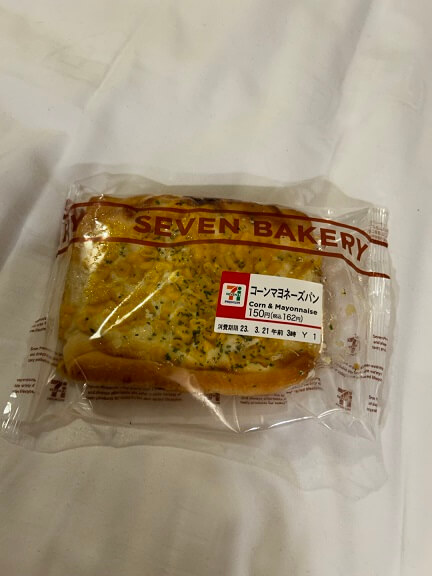 SEVEN BAKERY
コーンマヨネーズパン
Corn & Mayonnaise
150円(税込162円)
消費期限 23. 3. 21 午前 3時 Y 1